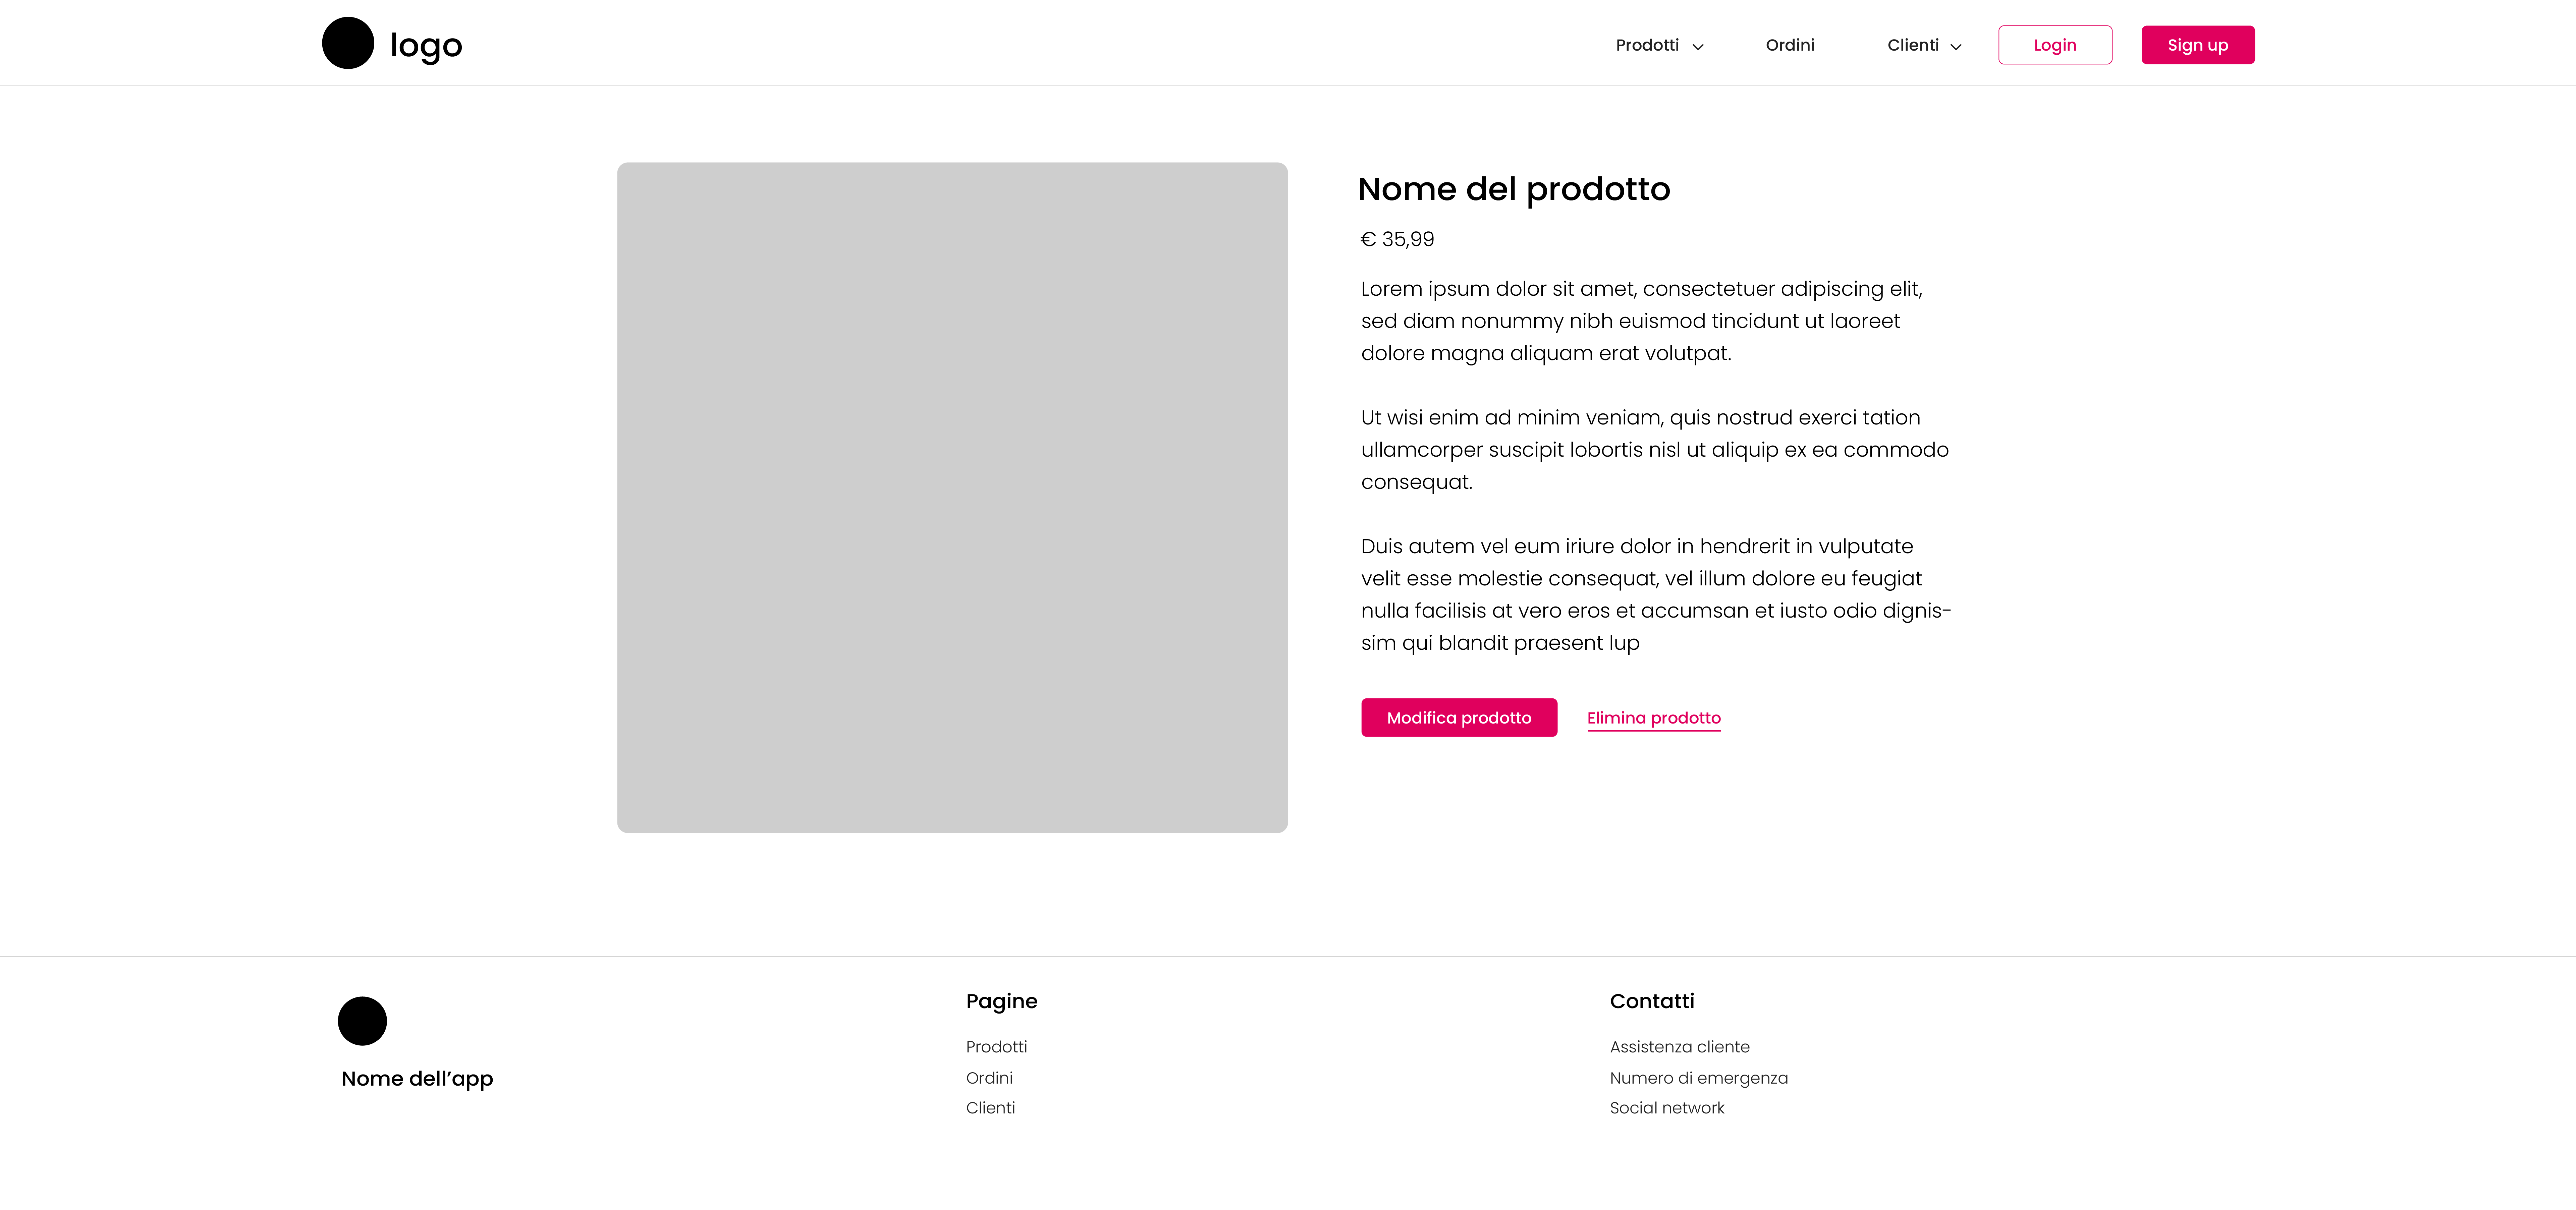 logo
Prodotti
Ordini
Clienti
Login
Sign up
Nome del prodotto
€ 35,99
Lorem ipsum dolor sit amet, consectetuer adipiscing elit,
sed diam nonummy nibh euismod tincidunt ut laoreet
dolore magna aliquam erat volutpat.
Ut wisi enim ad minim veniam, quis nostrud exerci tation
ullamcorper suscipit lobortis nisl ut aliquip ex ea commodo
consequat.
Duis autem vel eum iriure dolor in hendrerit in vulputate
velit esse molestie consequat, vel illum dolore eu feugiat
nulla facilisis at vero eros et accumsan et iusto odio dignis-
sim qui blandit praesent lup
Modifica prodotto
Elimina prodotto
Nome dell’app
Pagine
Prodotti
Ordini
Clienti
Contatti
Assistenza cliente
Numero di emergenza
Social network